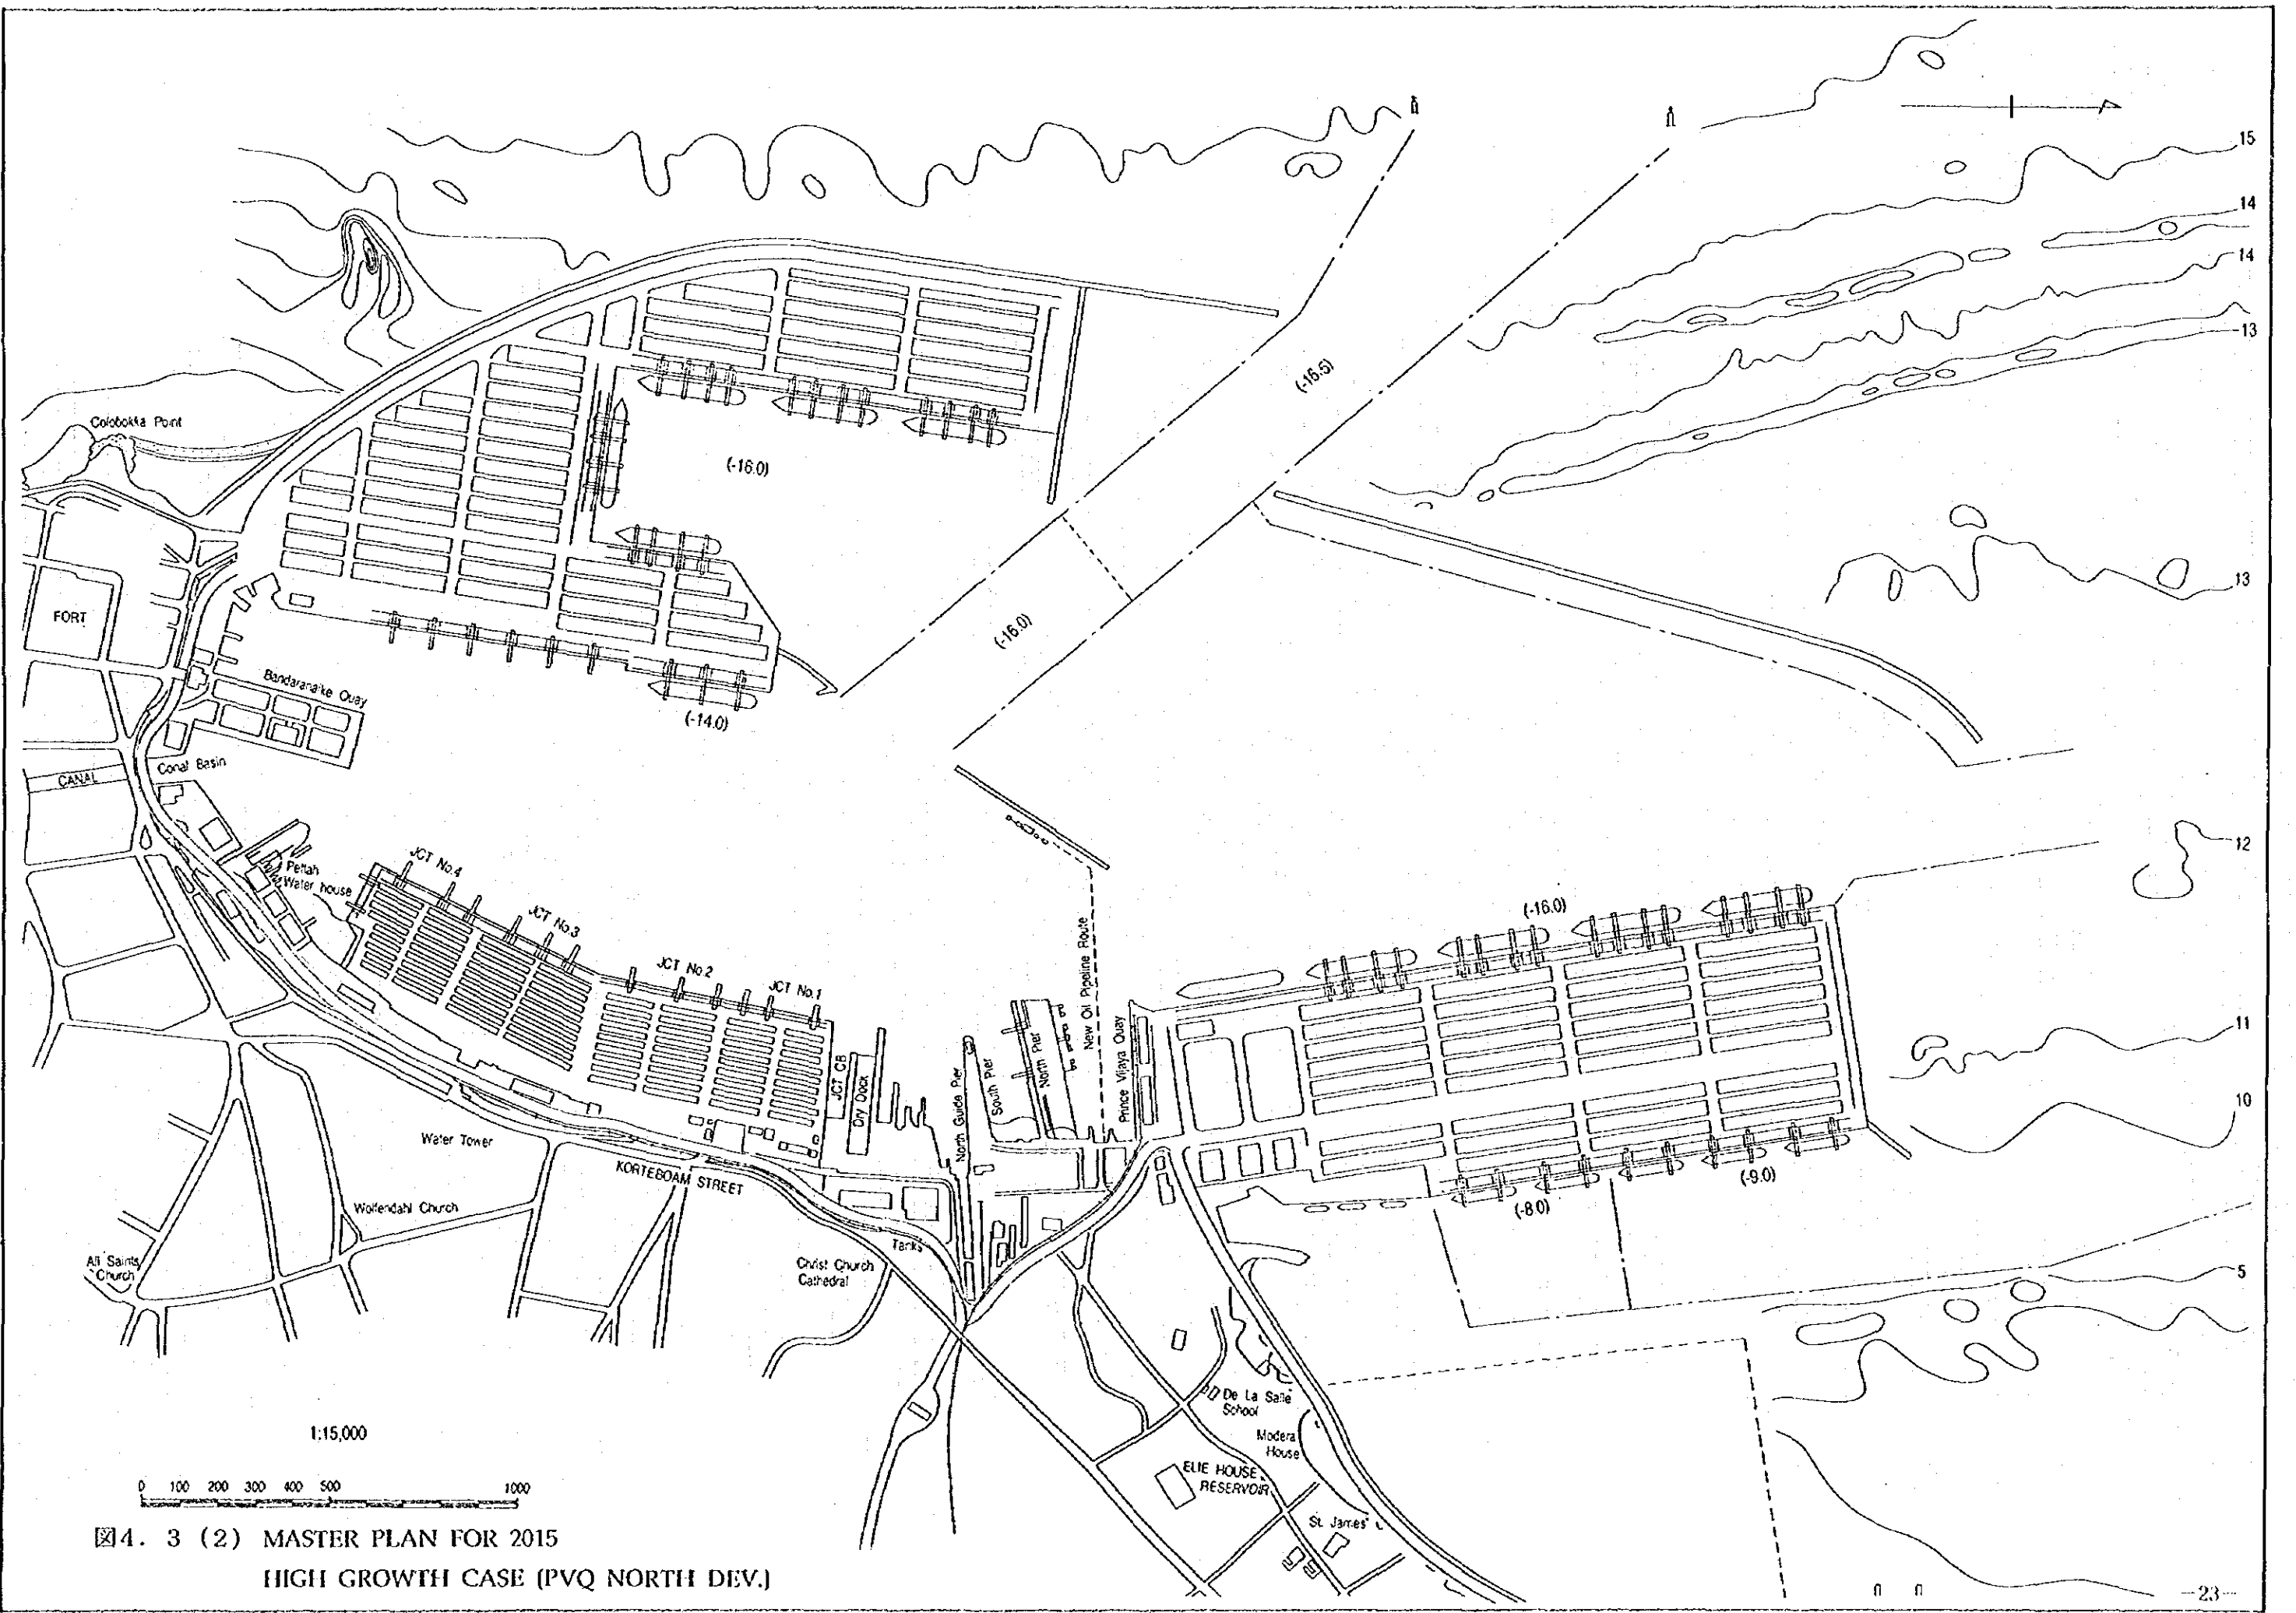 15
14
14
(-16.5)
13
Colobokka Point
(-16.0)
13
FORT
(-16.0)
Bandaranaike Quay
(-14.0)
Conal Basin
CANAL
12
JCT No.4
Pettah
Water house
JCT No.3
(-16.0)
JCT No.2
JCT No.1
New Oil Pipeline Route
11
JCT CB
Dry Dock
North Guide Pier
South Pier
North Pier
Prince Vijaya Quay
10
Water Tower
KORTEBOAM STREET
(-9.0)
(-8.0)
Wolfendahl Church
Tanks
All Saints
Church
Christ Church
Cathedral
5
De La Salle
School
Modera
House
1:15,000
ELIE HOUSE
RESERVOIR
0 100 200 300 400 500 1000
St. James'
図4. 3 (2) MASTER PLAN FOR 2015
HIGH GROWTH CASE (PVQ NORTH DEV.)
—23—